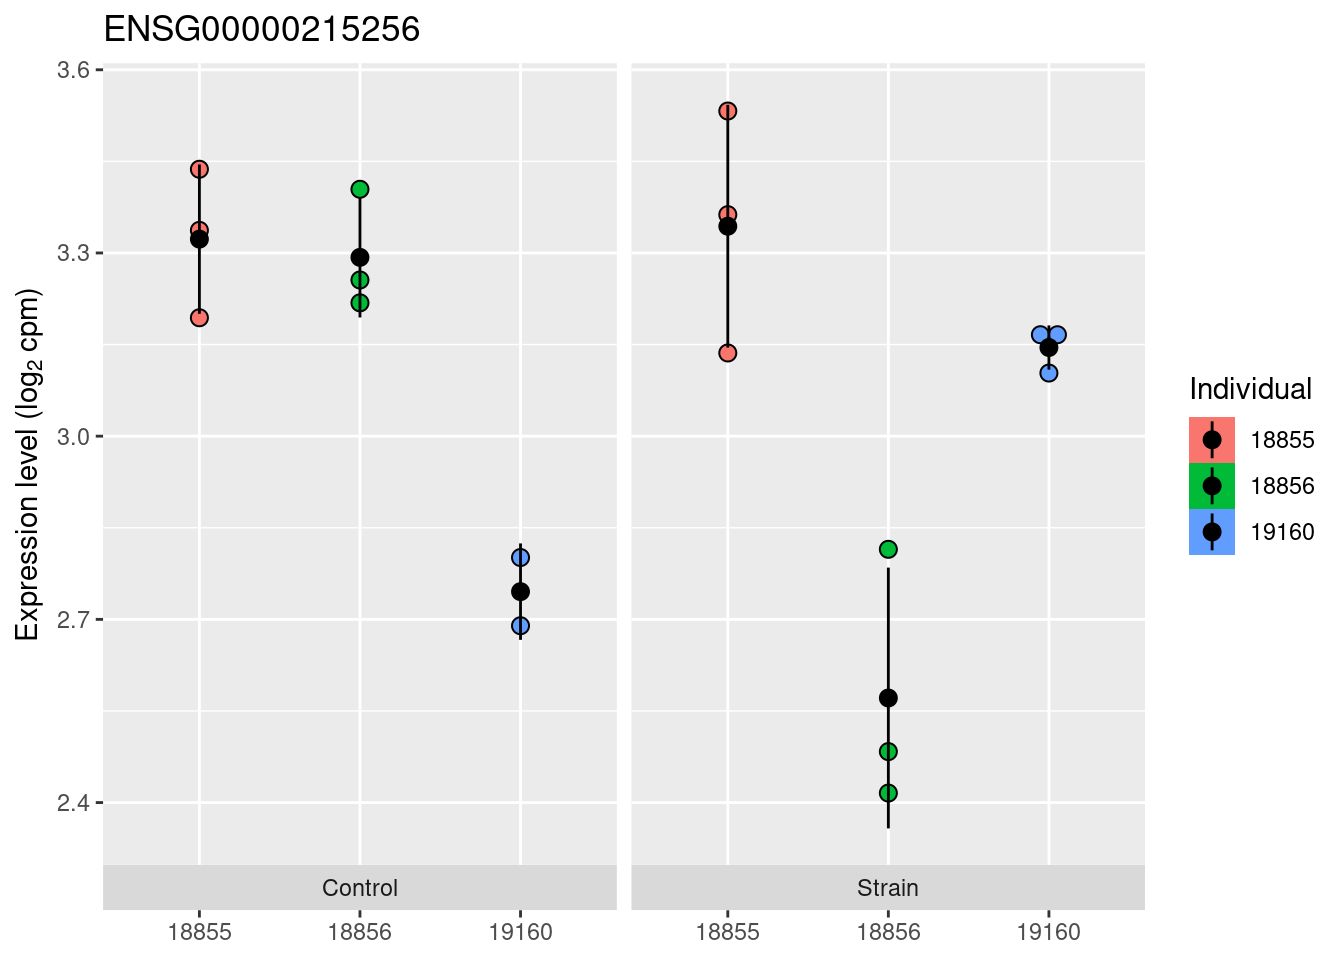 ENSG00000215256
Expression level (log2 cpm)
3.6
3.3
3.0
2.7
2.4
Control
Strain
18855
18856
19160
18855
18856
19160
Individual
18855
18856
19160